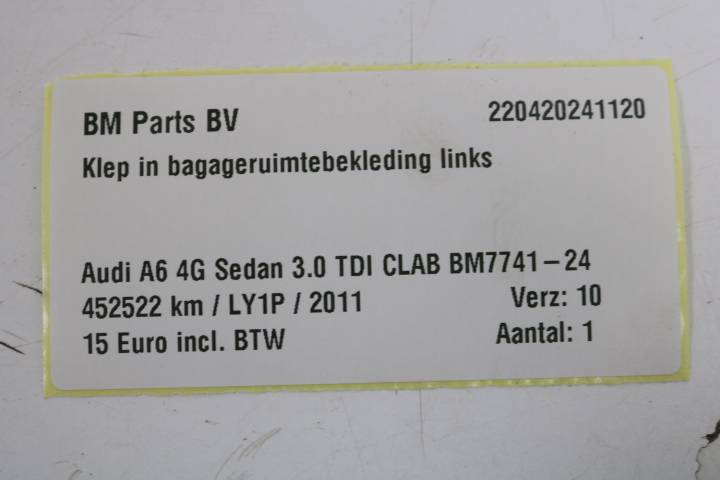 BM Parts BV 220420241120
Klep in bagageruimtebekleding links
Audi A6 4G Sedan 3.0 TDI CLAB BM7741-24
452522 km / LY1P / 2011 Verz: 10
15 Euro incl. BTW Aantal: 1